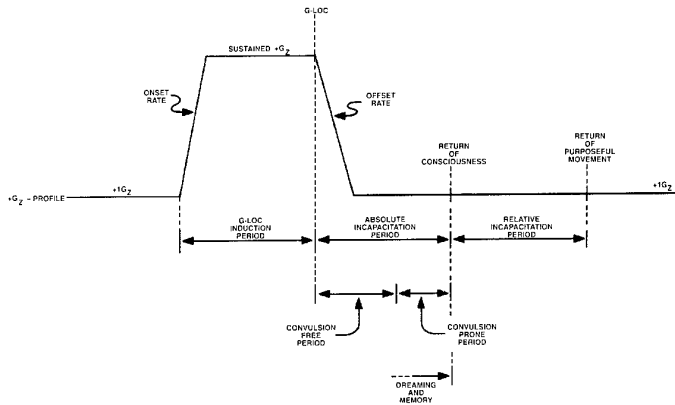 G-LOC
SUSTAINED +GZ
ONSET
RATE
OFFSET
RATE
RETURN
OF
CONSCIOUSNESS
RETURN
OF
PURPOSEFUL
MOVEMENT
+GZ - PROFILE
+1GZ
+1GZ
G-LOC
INDUCTION
PERIOD
ABSOLUTE
INCAPACITATION
PERIOD
RELATIVE
INCAPACITATION
PERIOD
CONVULSION
FREE
PERIOD
CONVULSION
PRONE
PERIOD
DREAMING AND
MEMORY